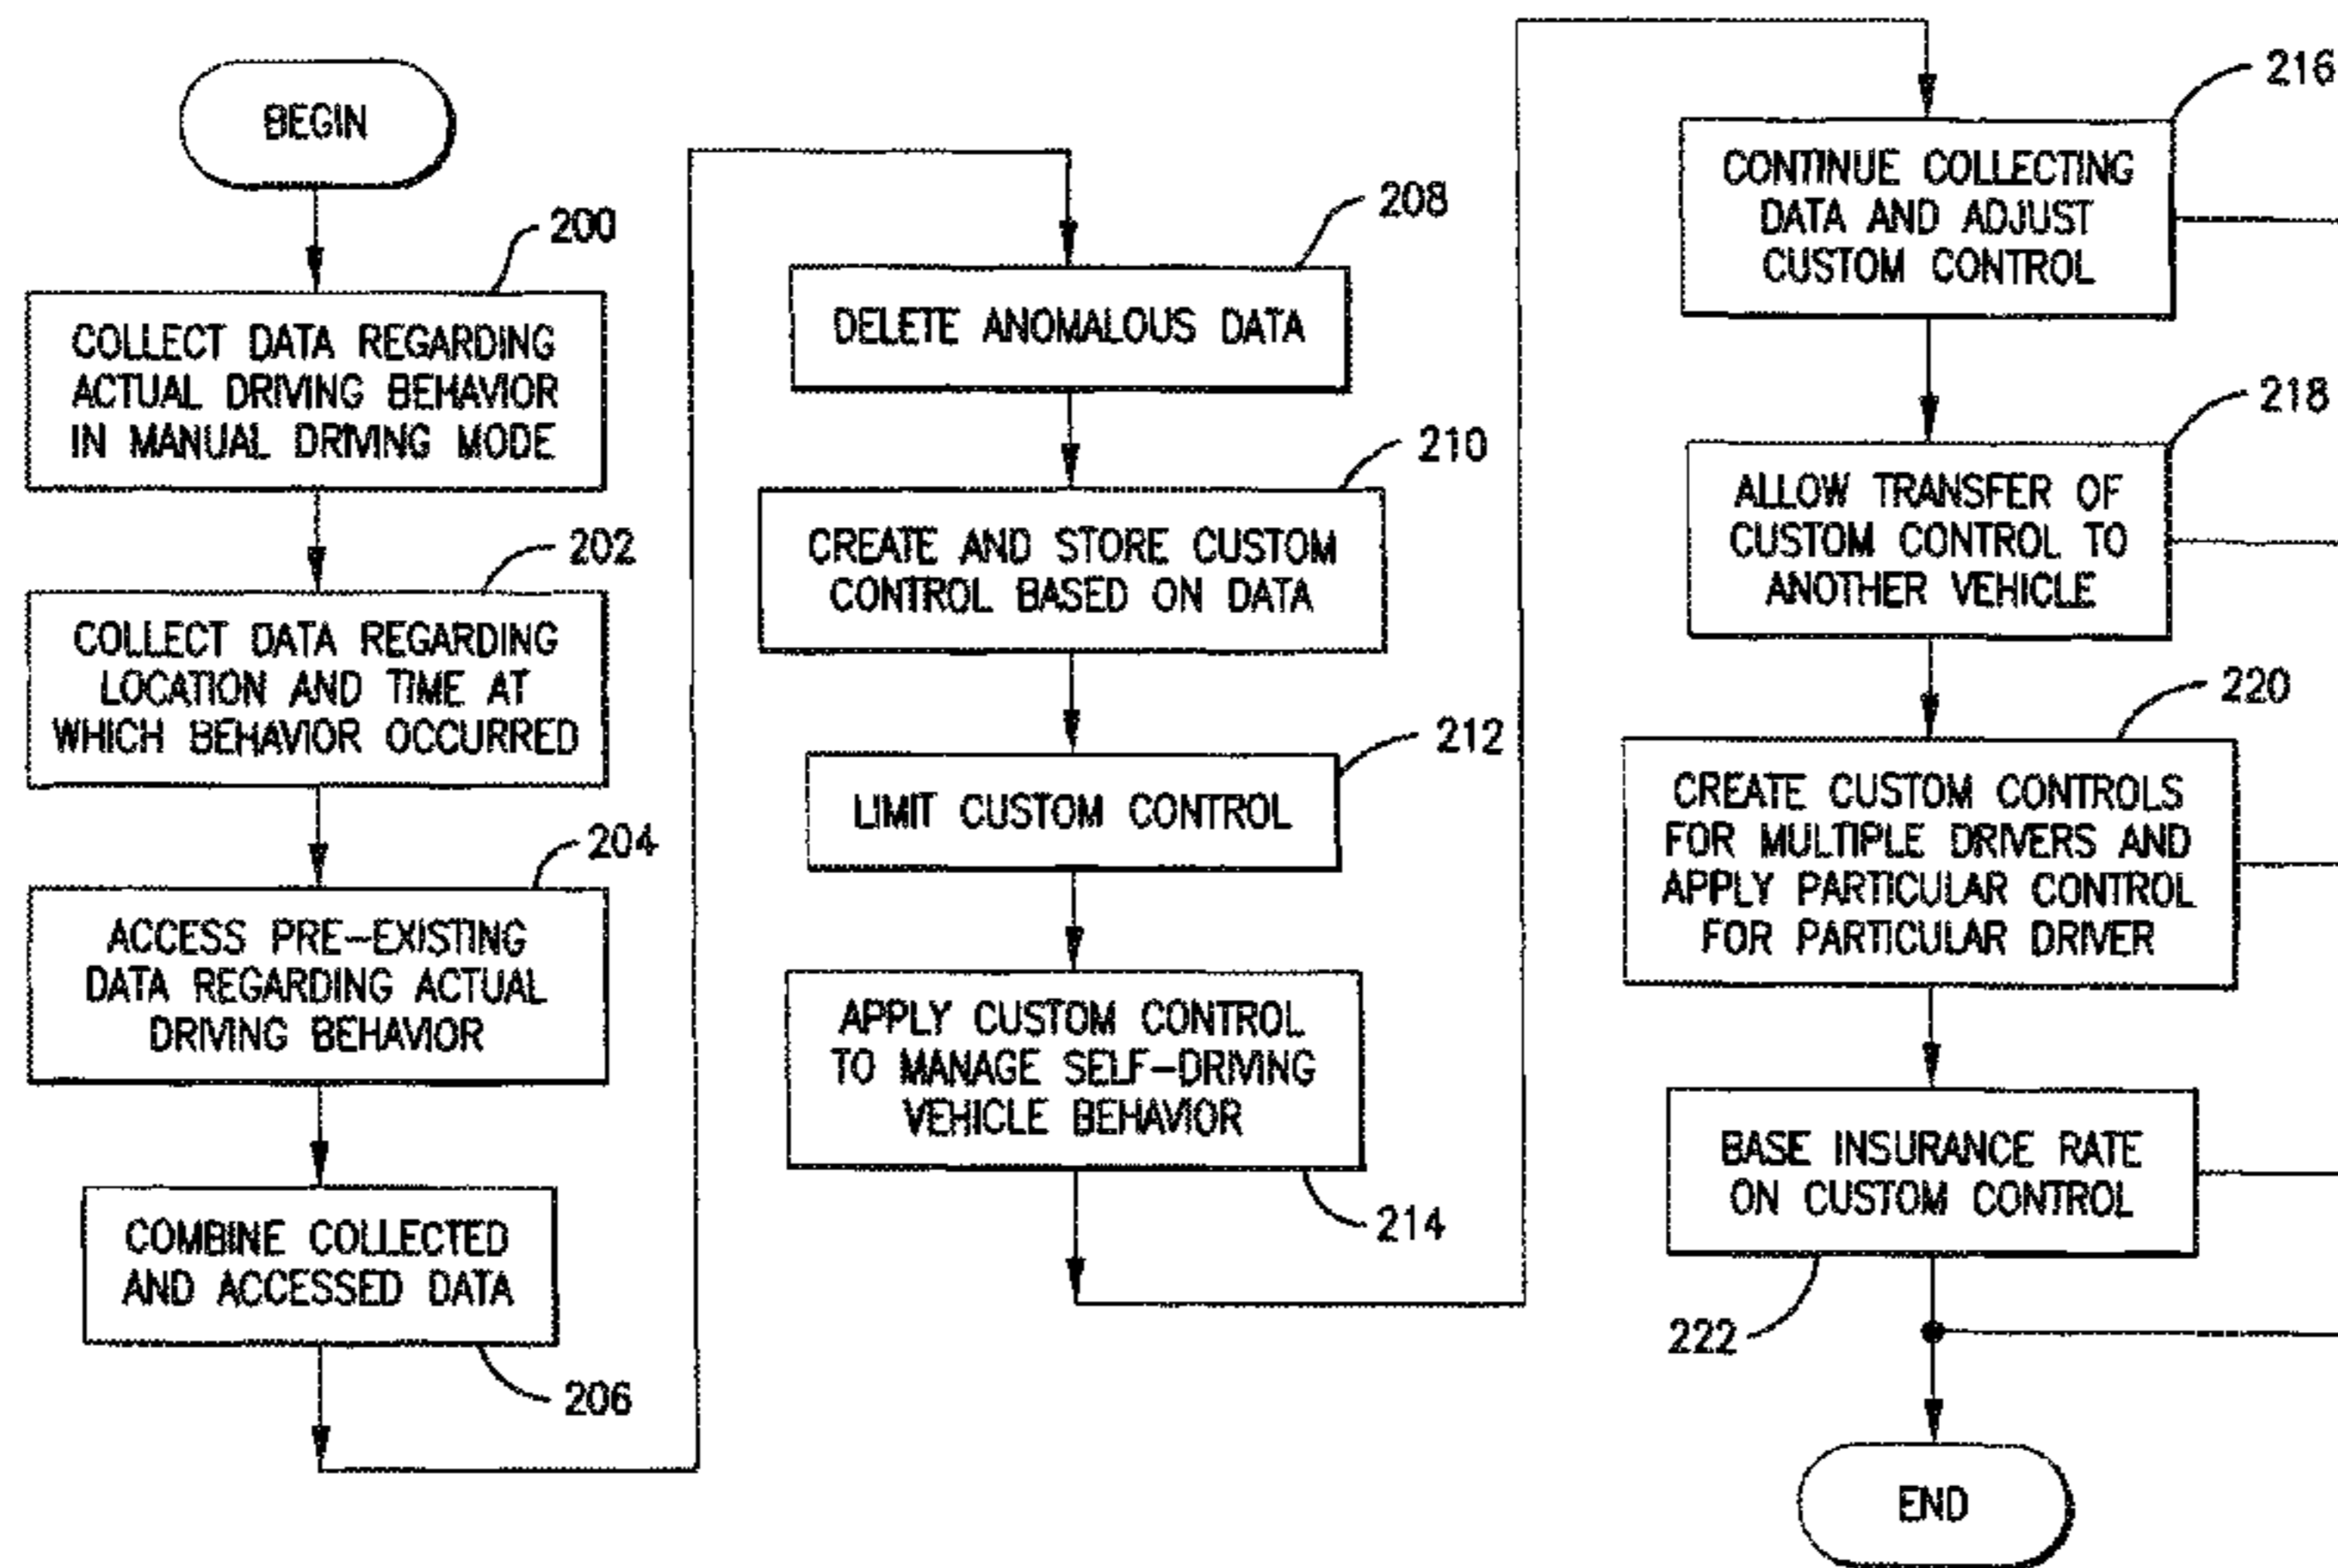 BEGIN
200
COLLECT DATA REGARDING
ACTUAL DRIVING BEHAVIOR
IN MANUAL DRIVING MODE
202
COLLECT DATA REGARDING
LOCATION AND TIME AT
WHICH BEHAVIOR OCCURRED
204
ACCESS PRE-EXISTING
DATA REGARDING ACTUAL
DRIVING BEHAVIOR
COMBINE COLLECTED
AND ACCESSED DATA
206
208
DELETE ANOMALOUS DATA
210
CREATE AND STORE CUSTOM
CONTROL BASED ON DATA
212
LIMIT CUSTOM CONTROL
APPLY CUSTOM CONTROL
TO MANAGE SELF-DRIVING
VEHICLE BEHAVIOR
214
216
CONTINUE COLLECTING
DATA AND ADJUST
CUSTOM CONTROL
218
ALLOW TRANSFER OF
CUSTOM CONTROL TO
ANOTHER VEHICLE
220
CREATE CUSTOM CONTROLS
FOR MULTIPLE DRIVERS AND
APPLY PARTICULAR CONTROL
FOR PARTICULAR DRIVER
BASE INSURANCE RATE
ON CUSTOM CONTROL
222
END